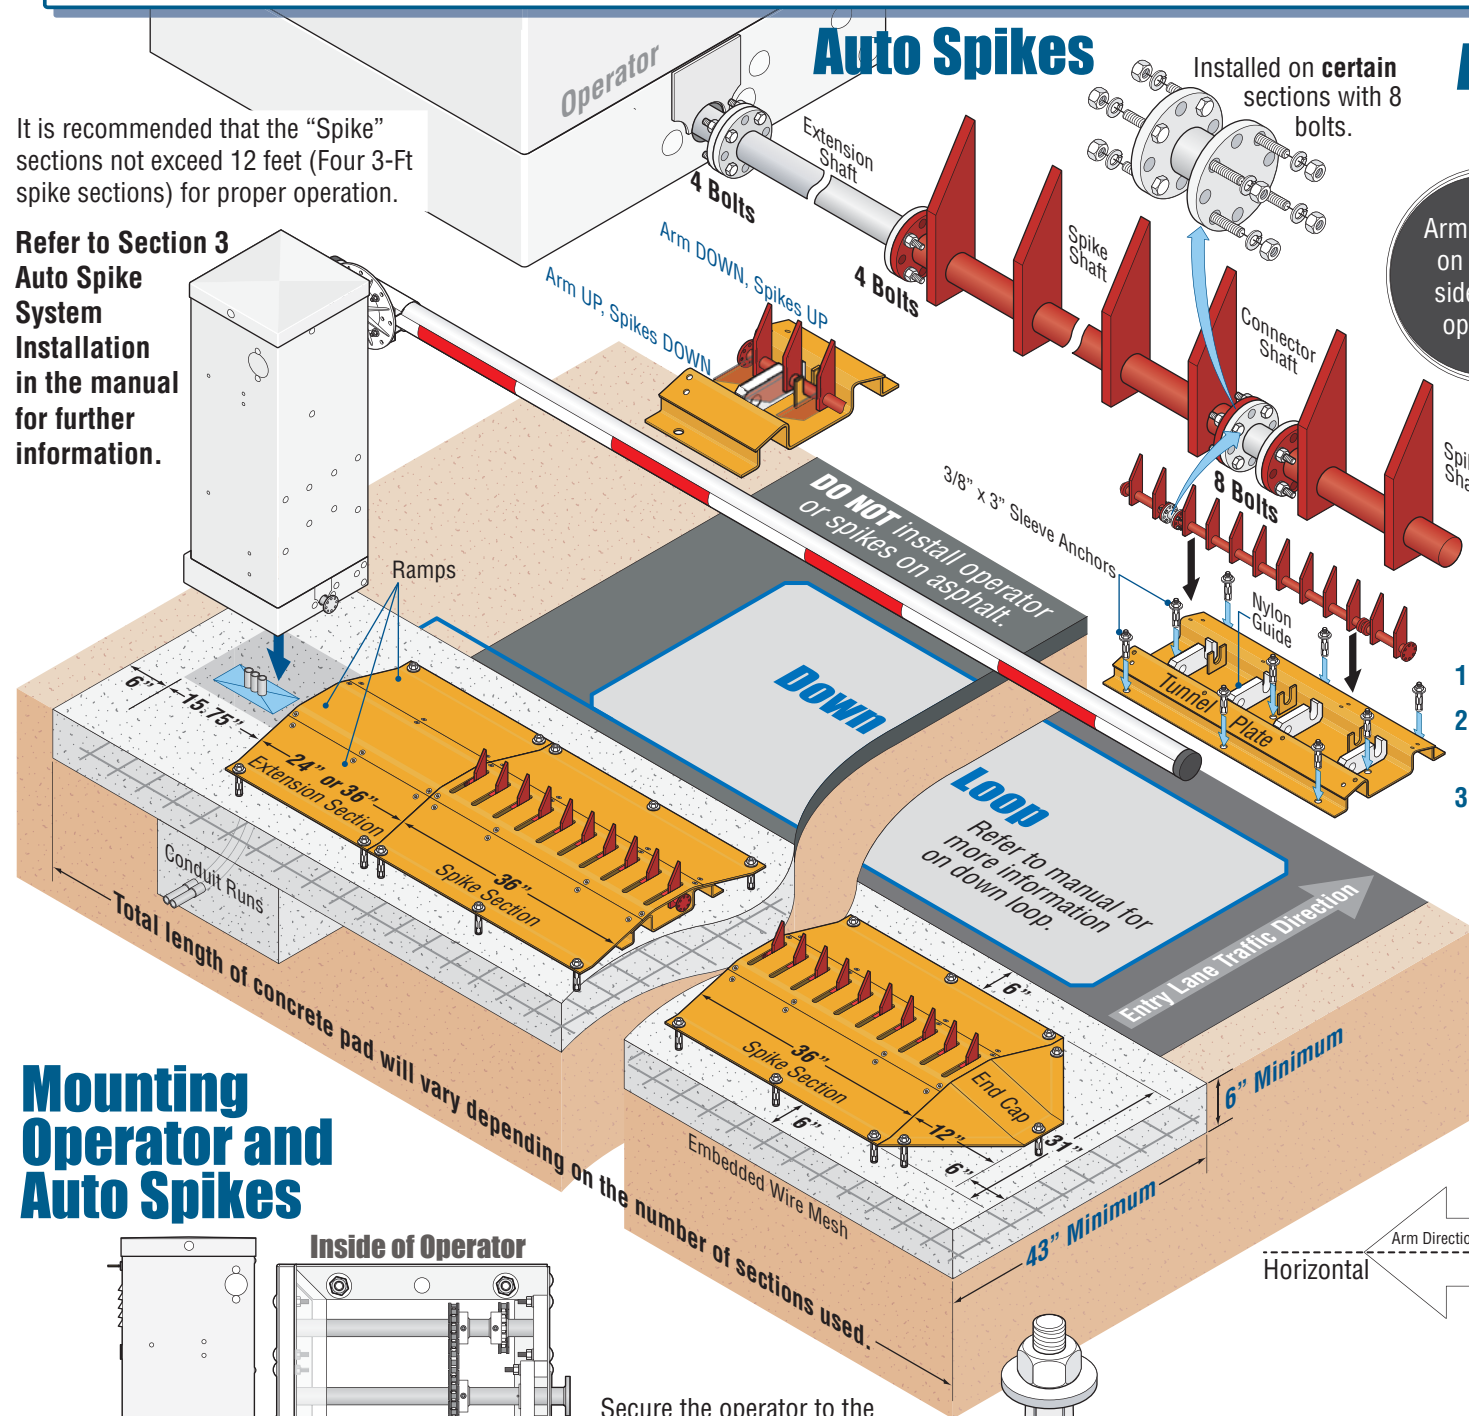 Auto Spikes
Operator
It is recommended that the “Spike”
sections not exceed 12 feet (Four 3-Ft
spike sections) for proper operation.
Refer to Section 3
Auto Spike
System
Installation
in the manual
for further
information.
Installed on certain
sections with 8
bolts.
Extension
Shaft
4 Bolts
4 Bolts
Spike
Shaft
Connector
Shaft
8 Bolts
Arm
on
side
Arm DOWN, Spikes UP
Arm UP, Spikes DOWN
3/8” x 3” Sleeve Anchors
Nylon
Guide
Tunnel Plate
1
2
3
DO NOT install operator
or spikes on asphalt.
Ramps
Down
Loop
Refer to manual for
more information
on down loop.
Entry Lane Traffic Direction
6”
15.75”
24” or 36”
Extension Section
36”
Spike Section
Conduit Runs
Total length of concrete pad will vary depending on the number of sections used.
6”
36”
Spike Section
End Cap
6”
12”
6”
31”
6” Minimum
43” Minimum
Embedded Wire Mesh
Mounting
Operator and
Auto Spikes
Inside of Operator
Arm Directio
Horizontal
Secure the operator to the